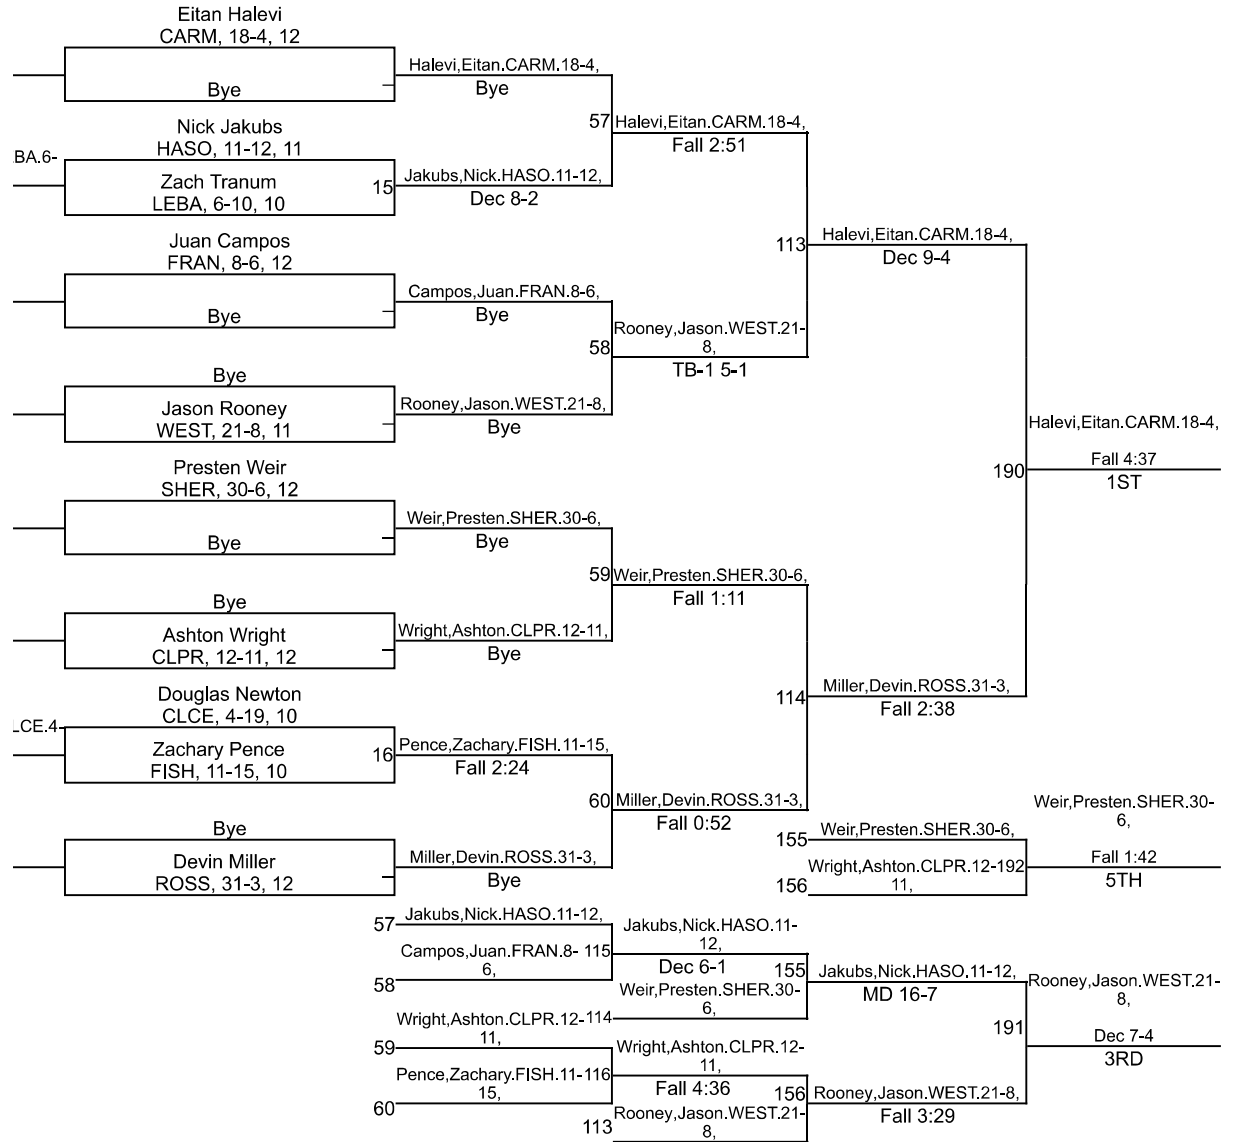 Eitan Halevi
CARM, 18-4, 12
Bye
Halevi,Eitan.CARM.18-4,
Bye
57
Halevi,Eitan.CARM.18-4,
Fall 2:51
Nick Jakubs
HASO, 11-12, 11
BA.6-
Zach Tranum
LEBA, 6-10, 10
15
Jakubs,Nick.HASO.11-12,
Dec 8-2
113
Halevi,Eitan.CARM.18-4,
Dec 9-4
Juan Campos
FRAN, 8-6, 12
Bye
Campos,Juan.FRAN.8-6,
Bye
58
Rooney,Jason.WEST.21-
8,
TB-1 5-1
Bye
Jason Rooney
WEST, 21-8, 11
Rooney,Jason.WEST.21-8,
Bye
190
Halevi,Eitan.CARM.18-4,
Fall 4:37
1ST
Presten Weir
SHER, 30-6, 12
Bye
Weir,Presten.SHER.30-6,
Bye
59
Weir,Presten.SHER.30-6,
Fall 1:11
Bye
Ashton Wright
CLPR, 12-11, 12
Wright,Ashton.CLPR.12-11,
Bye
114
Miller,Devin.ROSS.31-3,
Fall 2:38
Douglas Newton
CLCE, 4-19, 10
LCE.4-
Zachary Pence
FISH, 11-15, 10
16
Pence,Zachary.FISH.11-15,
Fall 2:24
60
Miller,Devin.ROSS.31-3,
Fall 0:52
Bye
Devin Miller
ROSS, 31-3, 12
Miller,Devin.ROSS.31-3,
Bye
155
Weir,Presten.SHER.30-6,
156
Wright,Ashton.CLPR.12-
11,
192
Weir,Presten.SHER.30-
6,
Fall 1:42
5TH
57
Jakubs,Nick.HASO.11-12,
58
Campos,Juan.FRAN.8-
6,
115
Jakubs,Nick.HASO.11-
12,
Dec 6-1
114
Weir,Presten.SHER.30-
6,
155
Jakubs,Nick.HASO.11-12,
MD 16-7
59
Wright,Ashton.CLPR.12-
11,
60
Pence,Zachary.FISH.11-
15,
116
Wright,Ashton.CLPR.12-
11,
Fall 4:36
113
Rooney,Jason.WEST.21-
8,
156
Rooney,Jason.WEST.21-8,
Fall 3:29
191
Rooney,Jason.WEST.21-
8,
Dec 7-4
3RD